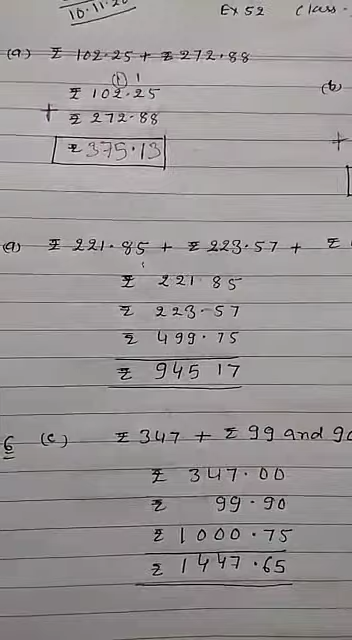 10.11.20
Ex 52 Class-
(a) ₹ 102.25 + ₹ 272.88
(1) 1
₹ 102.25
+ ₹ 272.88
₹ 375.13
(b)
+
(d) ₹ 221.85 + ₹ 223.57 + ₹
₹ 221 85
₹ 223.57
₹ 499.75
₹ 945 17
6 (c) ₹ 347 + ₹ 99 and 90
₹ 347.00
₹ 99.90
₹ 1000.75
₹ 1447.65